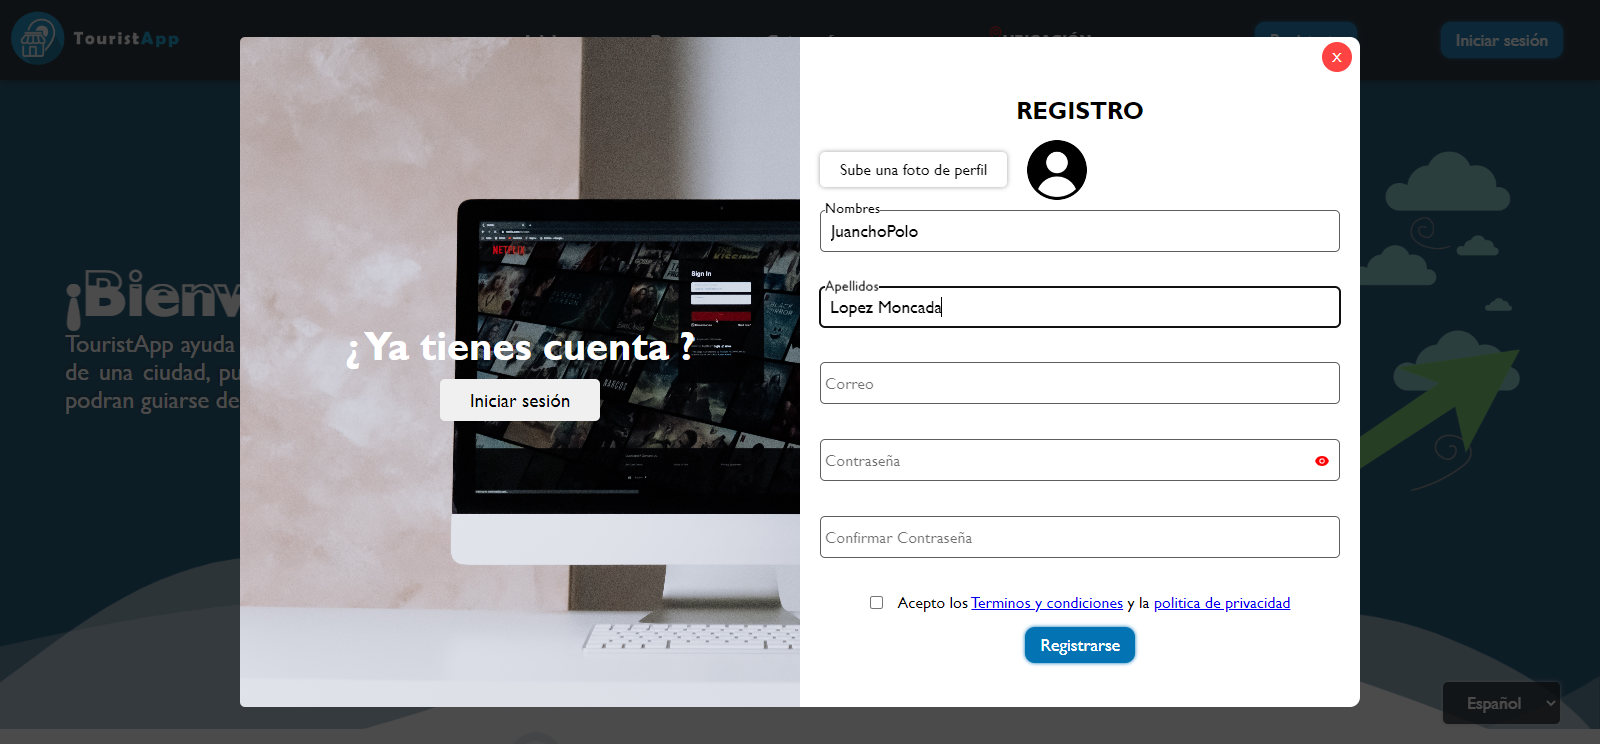 TouristApp
Iniciar sesión
X
REGISTRO
Sube una foto de perfil
Nombres
JuanchoPolo
Apellidos
Lopez Moncada
Correo
Contraseña
Confirmar Contraseña
Acepto los Terminos y condiciones y la politica de privacidad
Registrarse
¿Ya tienes cuenta ?
Iniciar sesión
NETFLIX
Sign In
NARCOS
TouristApp ayuda
de una ciudad,
podran guiarse de
Español